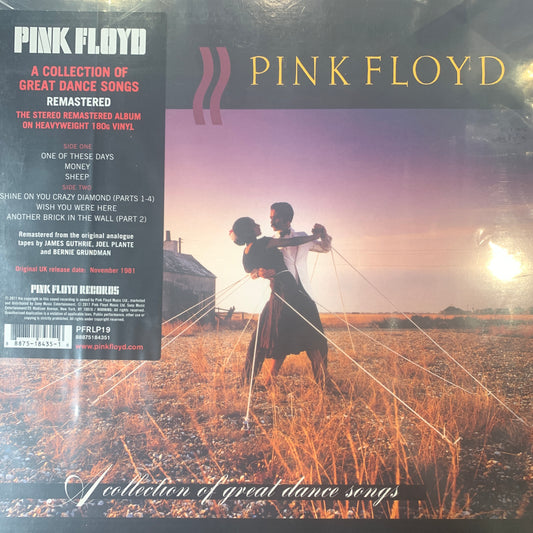 PINK FLOYD
A COLLECTION OF
GREAT DANCE SONGS
REMASTERED
THE STEREO REMASTERED ALBUM
ON HEAVYWEIGHT 180G VINYL
SIDE ONE
ONE OF THESE DAYS
MONEY
SHEEP
SIDE TWO
SHINE ON YOU CRAZY DIAMOND (PARTS 1-4)
WISH YOU WERE HERE
ANOTHER BRICK IN THE WALL (PART 2)
Remastered from the original analogue
tapes by JAMES GUTHRIE, JOEL PLANTE
and BERNIE GRUNDMAN
Original UK release date: November 1981
PINK FLOYD RECORDS
PFRLP19
88875184351
8 88751-8435-1
www.pinkfloyd.com
PINK FLOYD
A collection of great dance songs